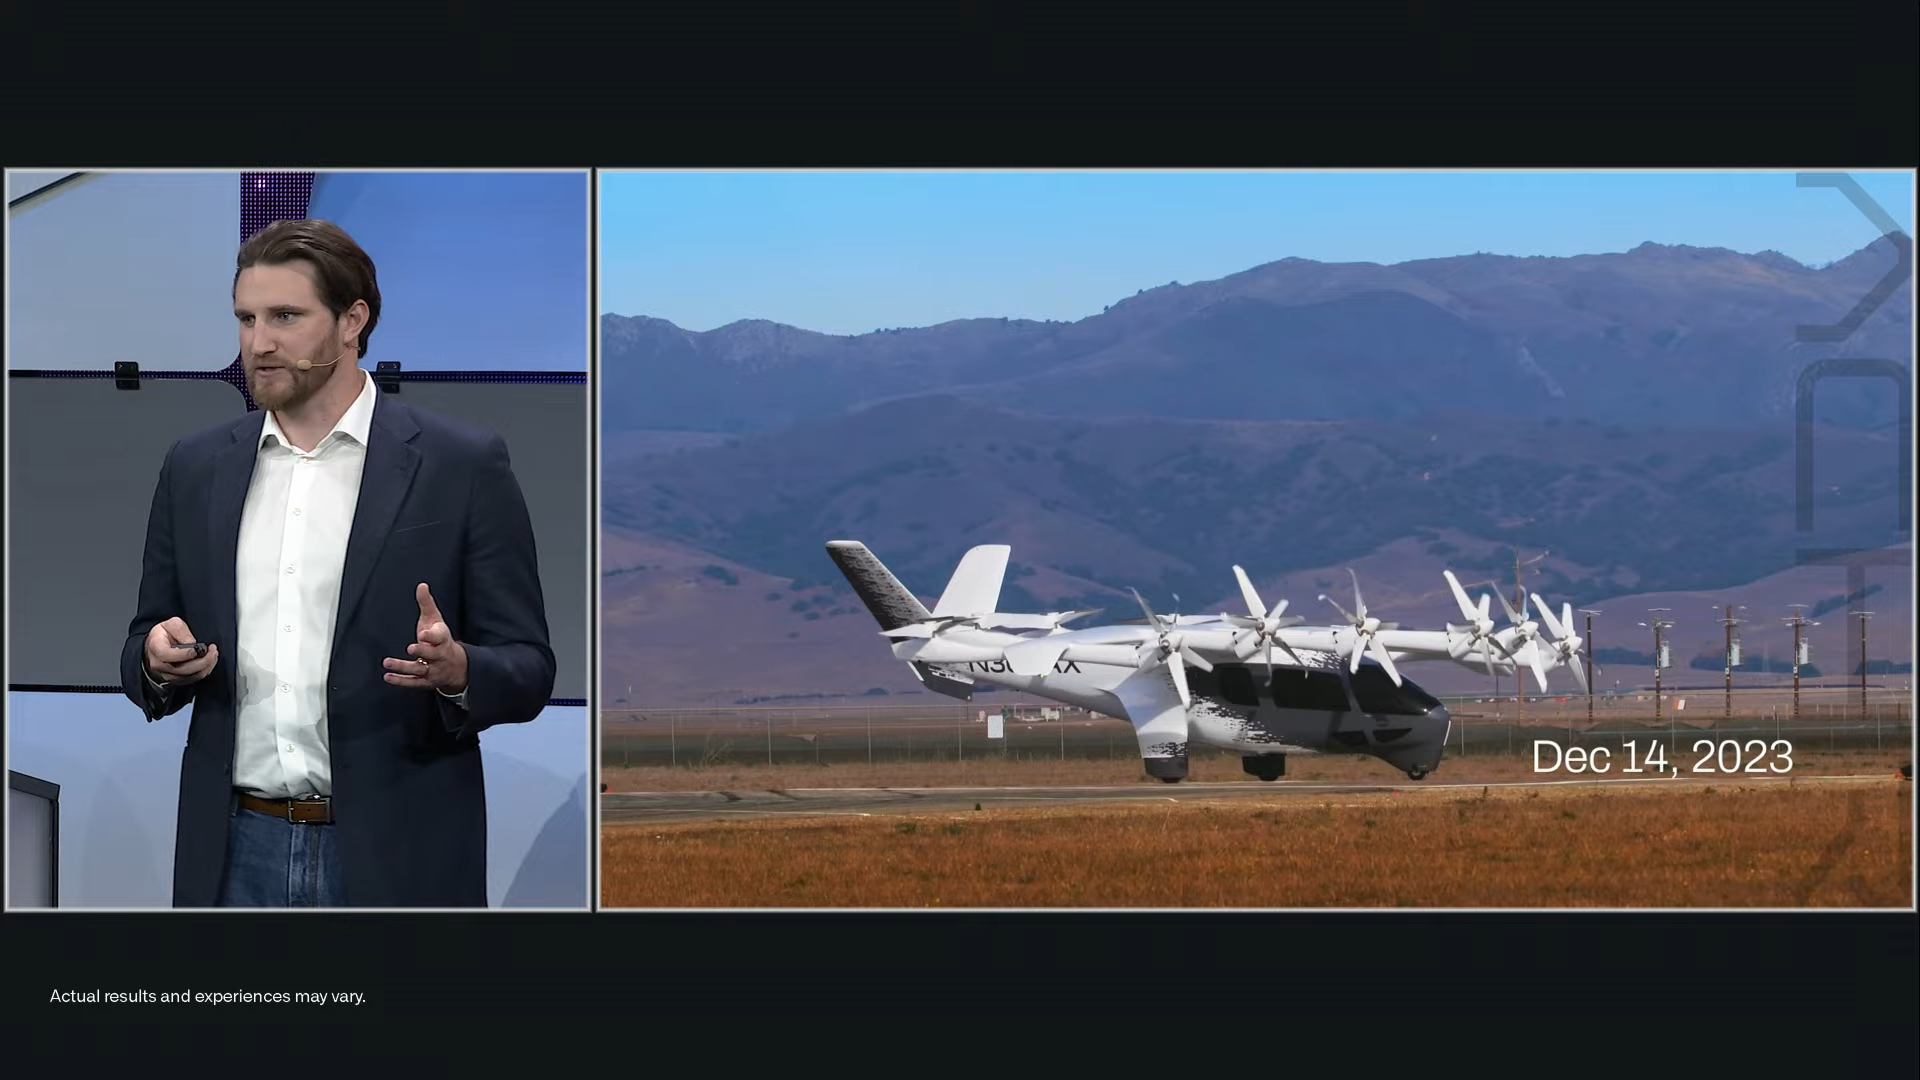 Dec 14, 2023
Actual results and experiences may vary.